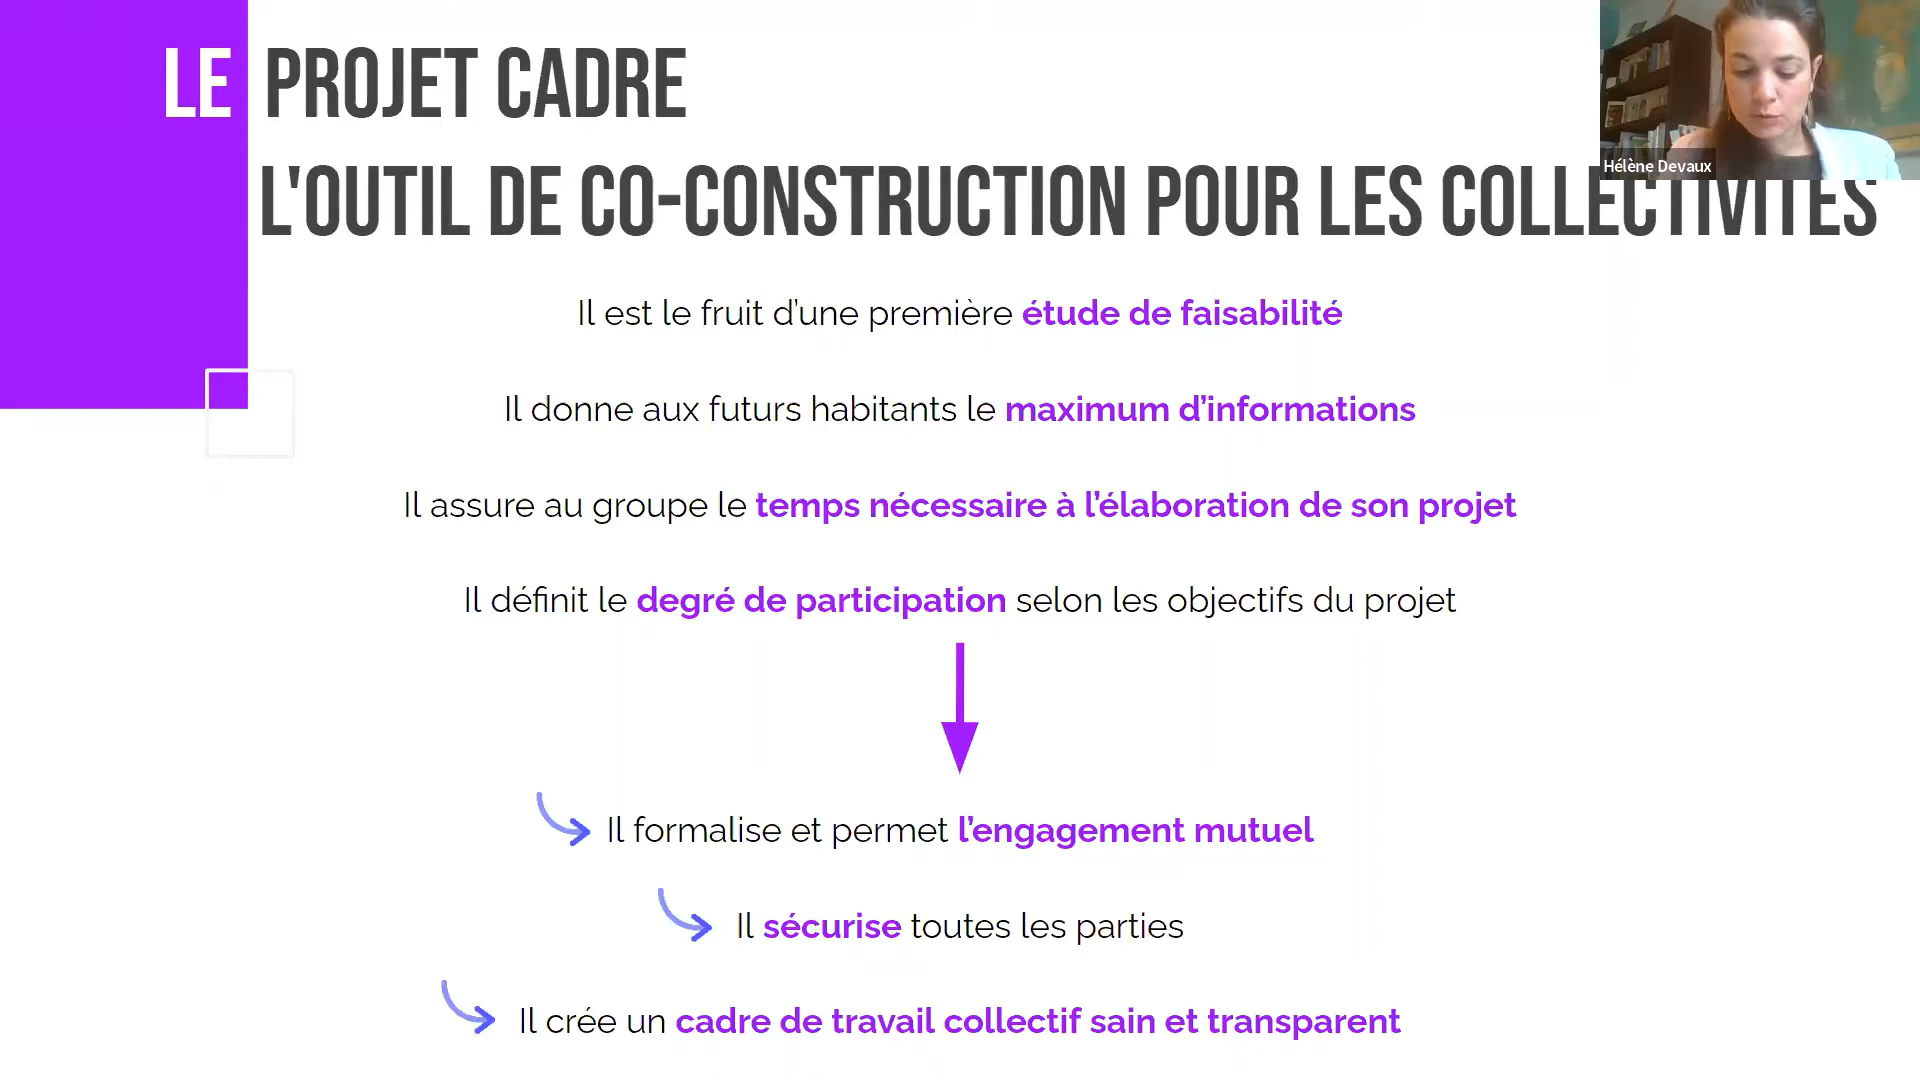 LE PROJET CADRE
L'OUTIL DE CO-CONSTRUCTION POUR LES COLLECTIVITÉS
Hélène Devaux
Il est le fruit d’une première étude de faisabilité
Il donne aux futurs habitants le maximum d’informations
Il assure au groupe le temps nécessaire à l’élaboration de son projet
Il définit le degré de participation selon les objectifs du projet
Il formalise et permet l’engagement mutuel
Il sécurise toutes les parties
Il crée un cadre de travail collectif sain et transparent